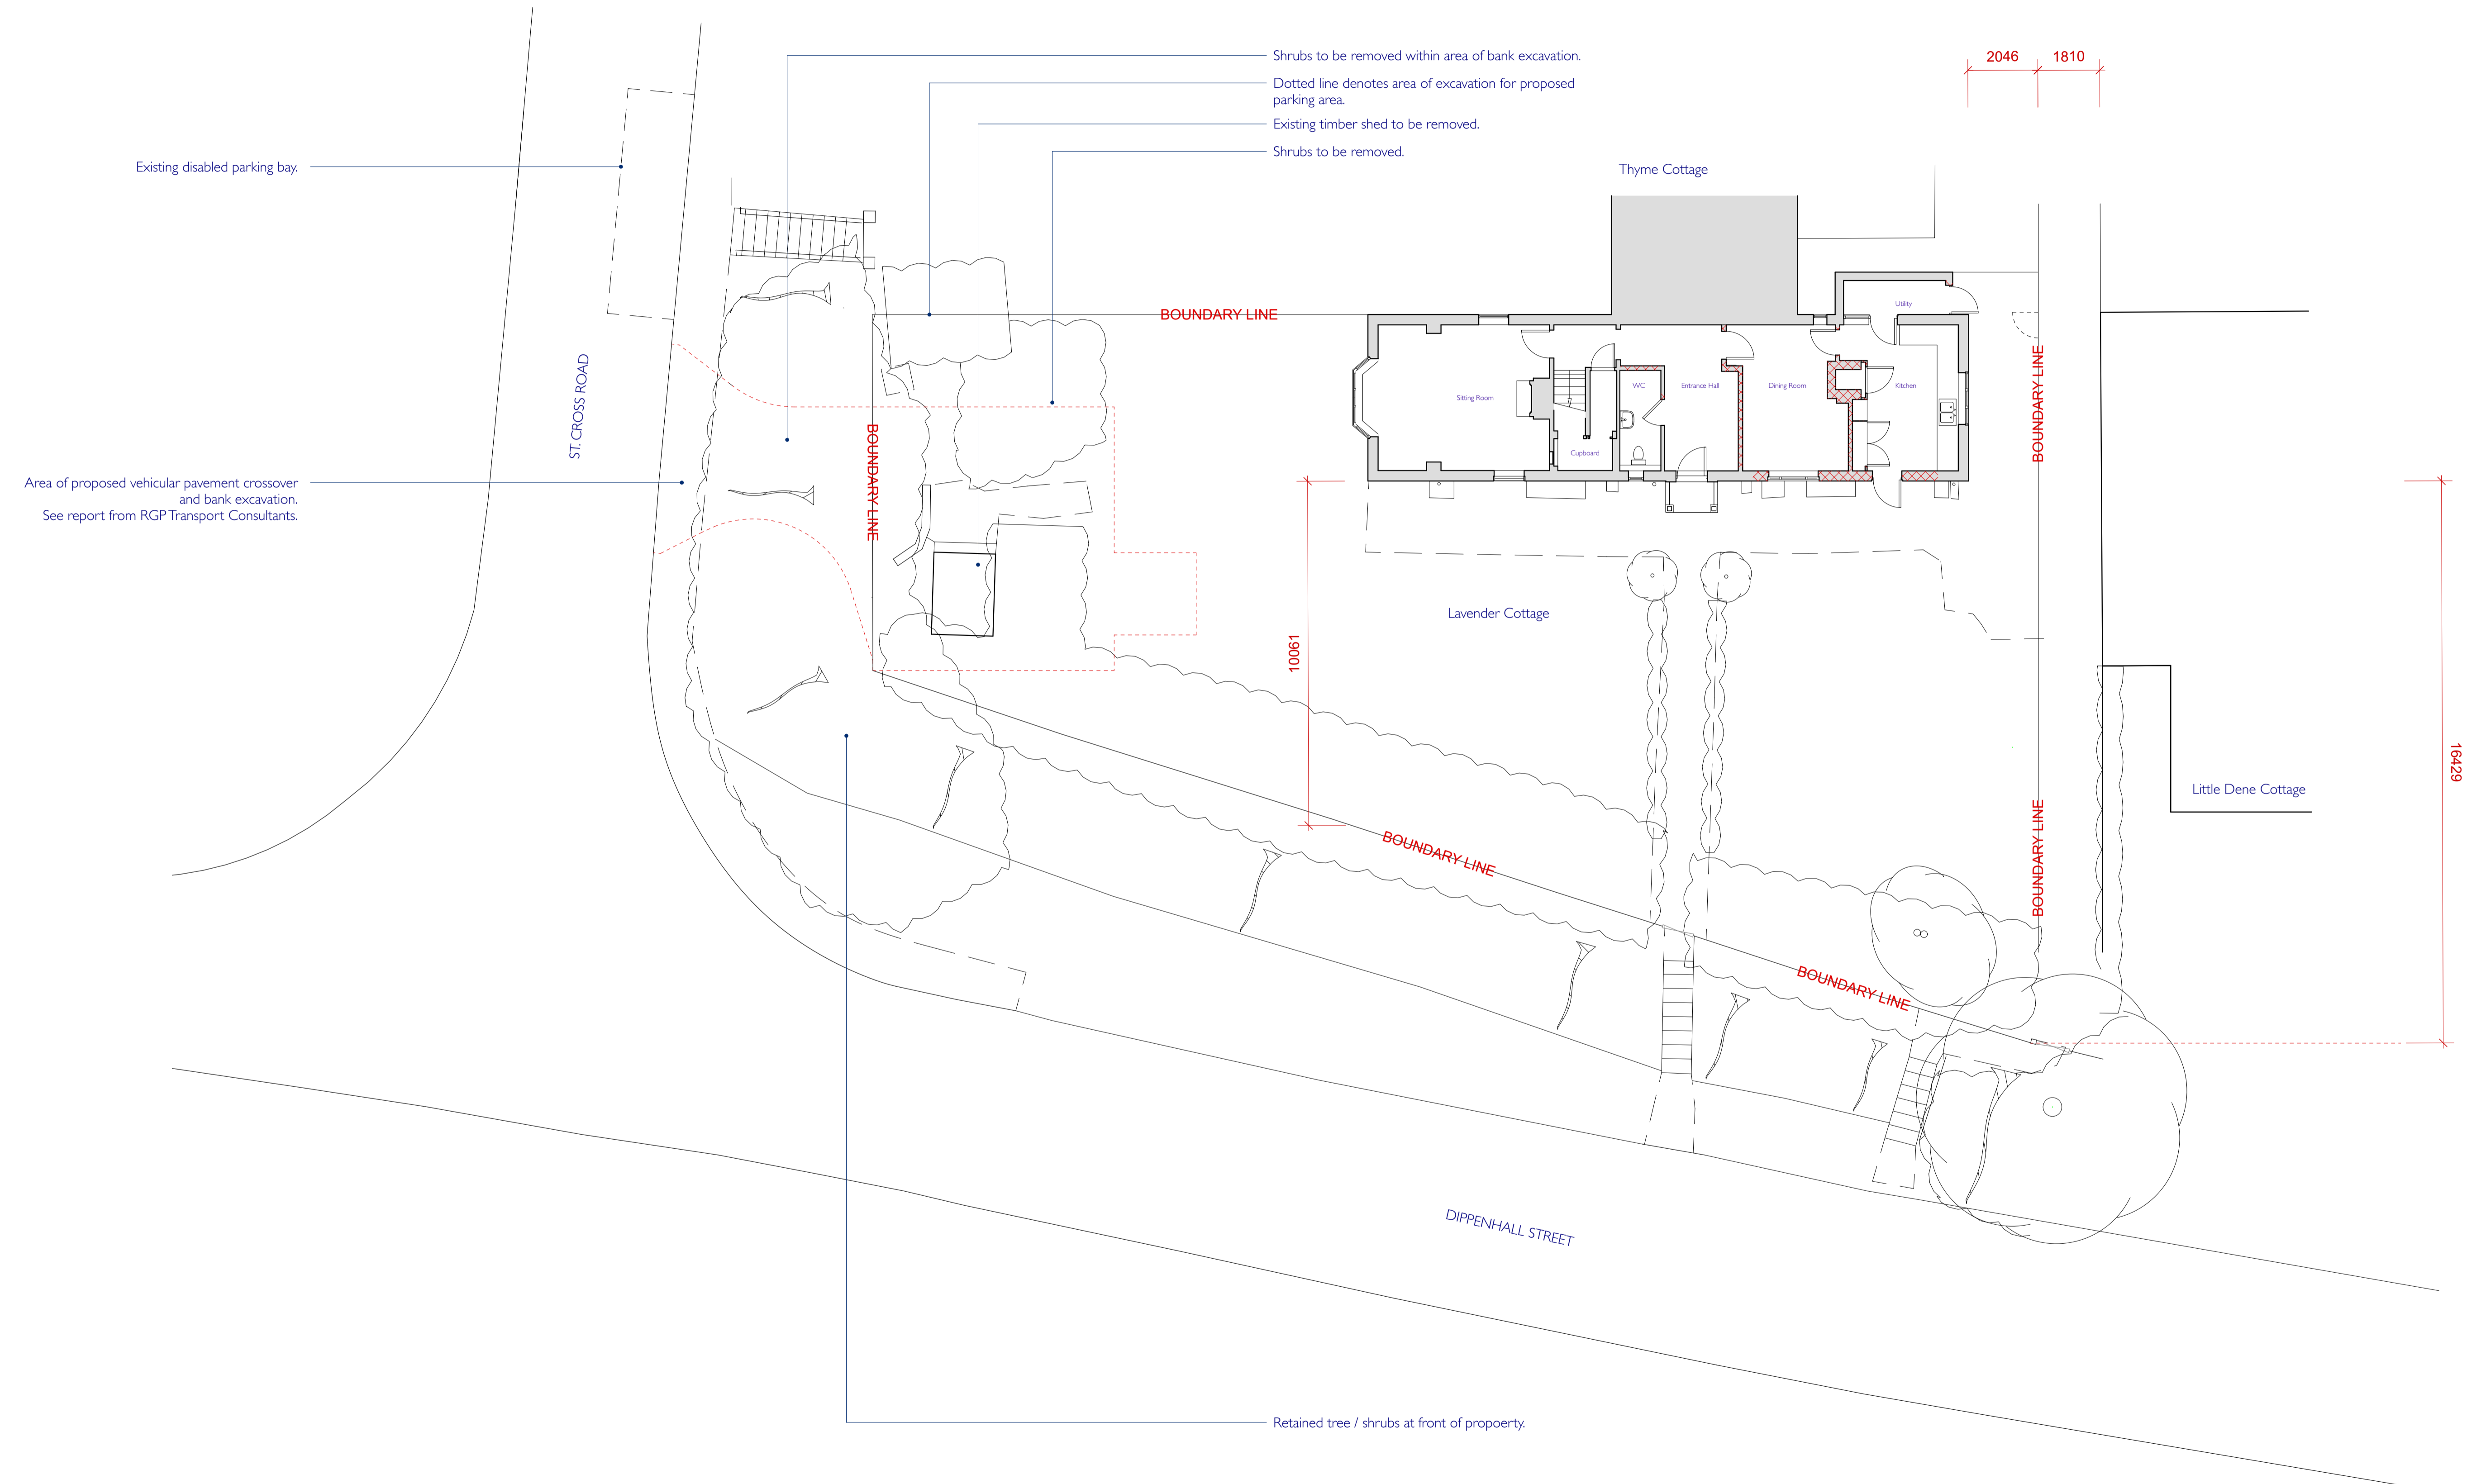 Shrubs to be removed within area of bank excavation.
Dotted line denotes area of excavation for proposed
parking area.
Existing timber shed to be removed.
Shrubs to be removed.
2046
1810
Existing disabled parking bay.
Thyme Cottage
BOUNDARY LINE
Utility
ST. CROSS ROAD
Sitting Room
WC
Entrance Hall
Dining Room
Kitchen
BOUNDARY LINE
BOUNDARY LINE
Cupboard
Area of proposed vehicular pavement crossover
and bank excavation.
See report from RGP Transport Consultants.
Lavender Cottage
10061
16429
Little Dene Cottage
BOUNDARY LINE
BOUNDARY LINE
BOUNDARY LINE
DIPPENHALL STREET
Retained tree / shrubs at front of propoerty.